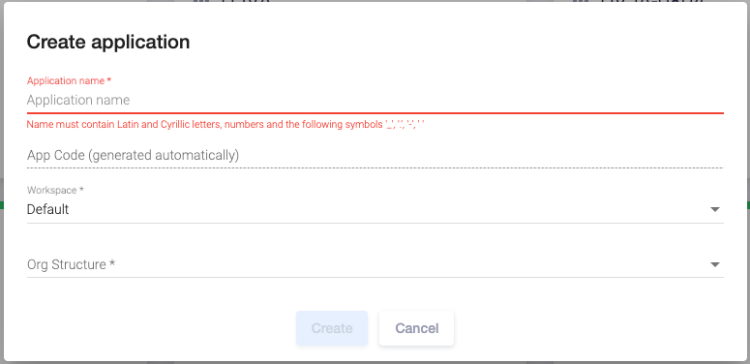 Create application
Application name *
Application name
Name must contain Latin and Cyrillic letters, numbers and the following symbols '_', '.', '-', ' '
App Code (generated automatically)
Workspace *
Default
Org Structure *
Create
Cancel